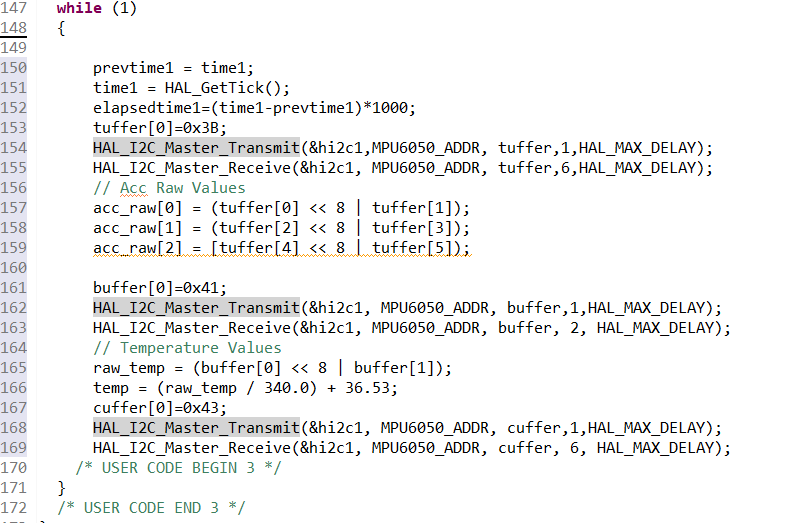 147 while (1)
148 {
149
150 prevtime1 = time1;
151 time1 = HAL_GetTick();
152 elapsedtime1=(time1-prevtime1)*1000;
153 tuffer[0]=0x3B;
154 HAL_I2C_Master_Transmit(&hi2c1,MPU6050_ADDR, tuffer,1,HAL_MAX_DELAY);
155 HAL_I2C_Master_Receive(&hi2c1, MPU6050_ADDR, tuffer,6,HAL_MAX_DELAY);
156 // Acc Raw Values
157 acc_raw[0] = (tuffer[0] << 8 | tuffer[1]);
158 acc_raw[1] = (tuffer[2] << 8 | tuffer[3]);
159 acc_raw[2] = [tuffer[4] << 8 | tuffer[5]);
160
161 buffer[0]=0x41;
162 HAL_I2C_Master_Transmit(&hi2c1, MPU6050_ADDR, buffer,1,HAL_MAX_DELAY);
163 HAL_I2C_Master_Receive(&hi2c1, MPU6050_ADDR, buffer, 2, HAL_MAX_DELAY);
164 // Temperature Values
165 raw_temp = (buffer[0] << 8 | buffer[1]);
166 temp = (raw_temp / 340.0) + 36.53;
167 cuffer[0]=0x43;
168 HAL_I2C_Master_Transmit(&hi2c1, MPU6050_ADDR, cuffer,1,HAL_MAX_DELAY);
169 HAL_I2C_Master_Receive(&hi2c1, MPU6050_ADDR, cuffer, 6, HAL_MAX_DELAY);
170 /* USER CODE BEGIN 3 */
171 }
172 /* USER CODE END 3 */